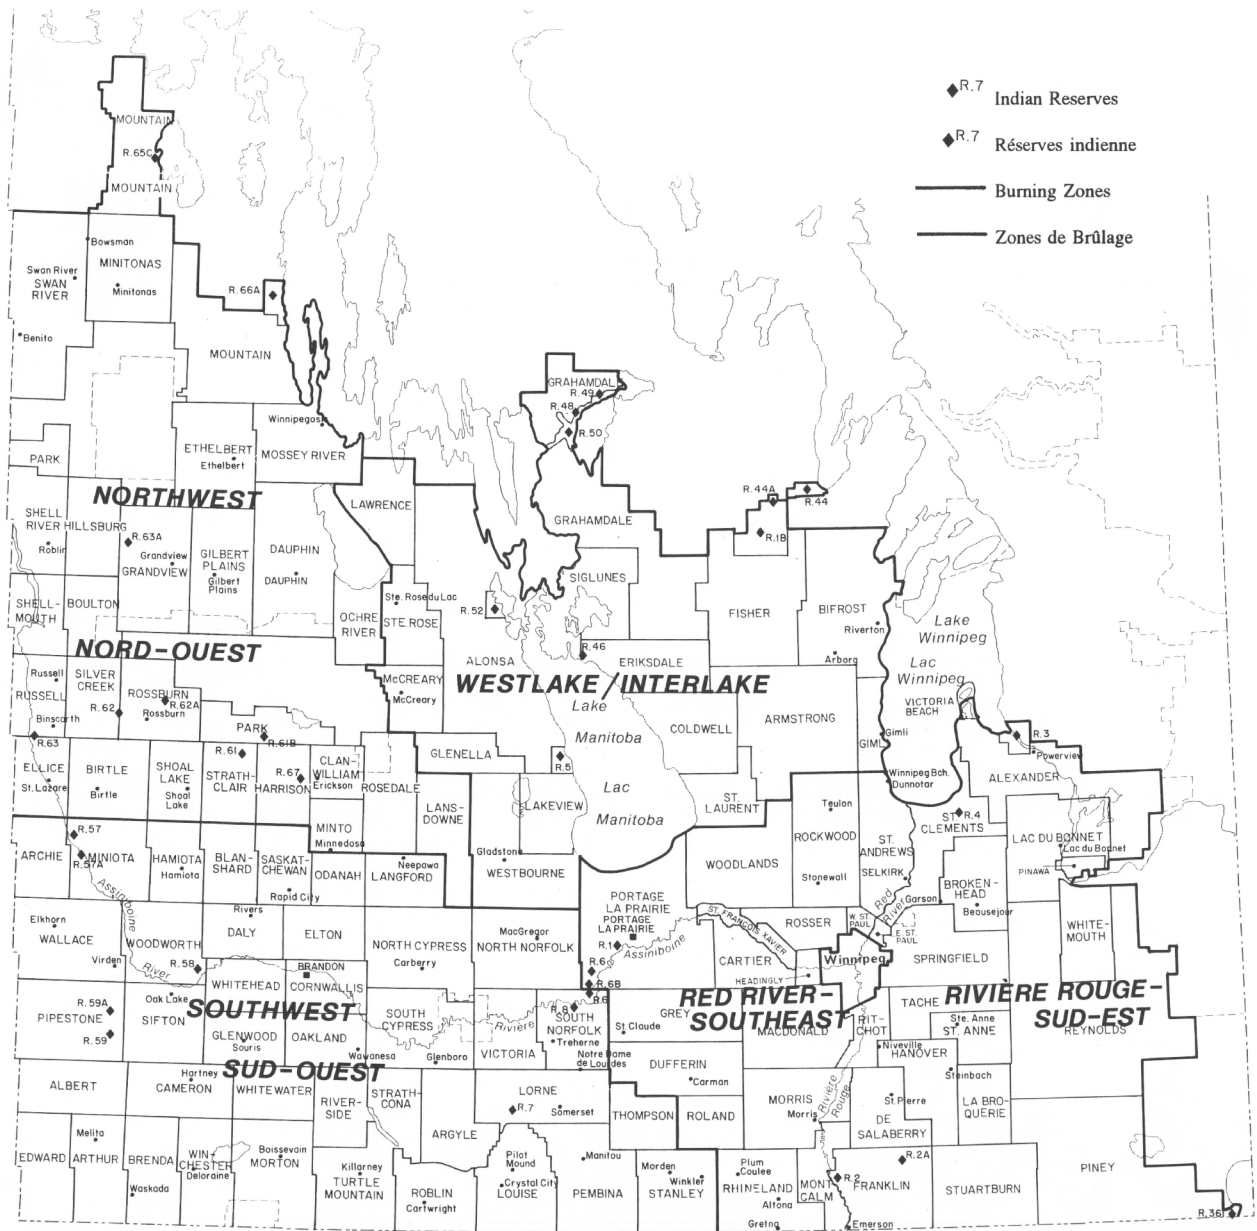 R.7 Indian Reserves
R.7 Réserves indienne
Burning Zones
Zones de Brûlage
MOUNTAIN
R.65C
MOUNTAIN
Bowsman
MINITONAS
Swan River
SWAN
RIVER
Minitonas
R.66A
Benito
MOUNTAIN
GRAHAMDAL
R.49
R.48
R.50
Winnipegosis
ETHELBERT
Ethelbert
MOSSEY RIVER
PARK
NORTHWEST
LAWRENCE
R.44A
R.44
SHELL
RIVER
HILLSBURG
GRAHAMDALE
R.63A
R.1B
Roblin
Grandview
GRANDVIEW
GILBERT
PLAINS
Gilbert
Plains
DAUPHIN
DAUPHIN
SIGLUNES
SHELL-
MOUTH
BOULTON
Ste. Rose du Lac
STE. ROSE
R.52
FISHER
BIFROST
Riverton
Lake
Winnipeg
OCHRE
RIVER
NORD-OUEST
R.46
ERIKSDALE
Arborg
Lac
Winnipeg
ALONSA
Russell
RUSSELL
SILVER
CREEK
ROSSBURN
R.62A
R.62
Rossburn
McCREARY
McCreary
WESTLAKE/INTERLAKE
Lake
Manitoba
COLDWELL
ARMSTRONG
VICTORIA
BEACH
Binscarth
R.63
PARK
R.61B
GIMLI
Gimli
R.3
Powerview
ELLICE
St. Lazare
BIRTLE
Birtle
SHOAL
LAKE
Shoal
Lake
R.61
STRATH-
CLAIR
R.67
HARRISON
CLAN-
WILLIAM
Erickson
ROSEDALE
GLENELLA
R.5
Winnipeg Bch.
Dunnotar
ALEXANDER
LANS-
DOWNE
LAKEVIEW
Lac
Manitoba
ST.
LAURENT
Teulon
ROCKWOOD
ST.
CLEMENTS
R.4
R.57
MINTO
Minnedosa
ST.
ANDREWS
SELKIRK
LAC DU BONNET
Lac du Bonnet
PINAWA
ARCHIE
MINIOTA
R.57A
HAMIOTA
Hamiota
BLAN-
SHARD
SASKAT-
CHEWAN
Rapid City
ODANAH
Neepawa
LANGFORD
Gladstone
WESTBOURNE
WOODLANDS
Stonewall
Assiniboine
River
Red
River
Garson
BROKEN-
HEAD
Beausejour
PORTAGE
LA PRAIRIE
PORTAGE
LA PRAIRIE
Elkhorn
WALLACE
Rivers
DALY
ELTON
ST. FRANÇOIS XAVIER
ROSSER
W. ST.
PAUL
E. ST.
PAUL
WHITE-
MOUTH
Virden
WOODWORTH
R.58
NORTH CYPRESS
Carberry
MacGregor
NORTH NORFOLK
R.1
Assiniboine
CARTIER
Winnipeg
SPRINGFIELD
R.6
R.6B
R.6
HEADINGLY
WHITEHEAD
BRANDON
CORNWALLIS
R.59A
PIPESTONE
R.59
Oak Lake
SIFTON
SOUTHWEST
SOUTH
CYPRESS
Rivière
R.8
SOUTH
NORFOLK
Treherne
GREY
St. Claude
RED RIVER-
SOUTHEAST
MACDONALD
TACHE
RIVIÈRE ROUGE-
SUD-EST
Ste. Anne
ST. ANNE
REYNOLDS
GLENWOOD
Souris
OAKLAND
Wawanesa
Glenboro
VICTORIA
Notre Dame
de Lourdes
RIT-
CHOT
Niveville
HANOVER
Steinbach
SUD-OUEST
ALBERT
Hartney
CAMERON
WHITEWATER
RIVER-
SIDE
STRATH-
CONA
LORNE
R.7
Somerset
DUFFERIN
Carman
MORRIS
Morris
Rivière
Rouge
St. Pierre
DE
SALABERRY
LA BRO-
QUERIE
THOMPSON
ROLAND
Melita
ARTHUR
EDWARD
BRENDA
Waskada
WIN-
CHESTER
Deloraine
Boissevain
MORTON
Killarney
TURTLE
MOUNTAIN
ARGYLE
ROBLIN
Cartwright
Pilot
Mound
Crystal City
LOUISE
Manitou
PEMBINA
Morden
Winkler
STANLEY
Plum
Coulee
RHINELAND
Altona
Gretna
MONT
CALM
R.2
R.2A
FRANKLIN
Emerson
STUARTBURN
PINEY
R.36